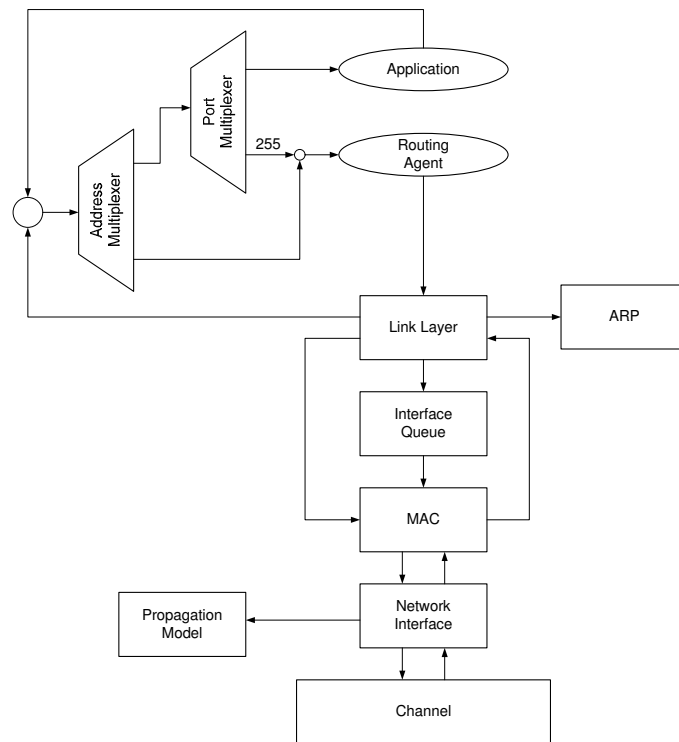 Application
Port
Multiplexer
255
Routing
Agent
Address
Multiplexer
Link Layer
ARP
Interface
Queue
MAC
Propagation
Model
Network
Interface
Channel